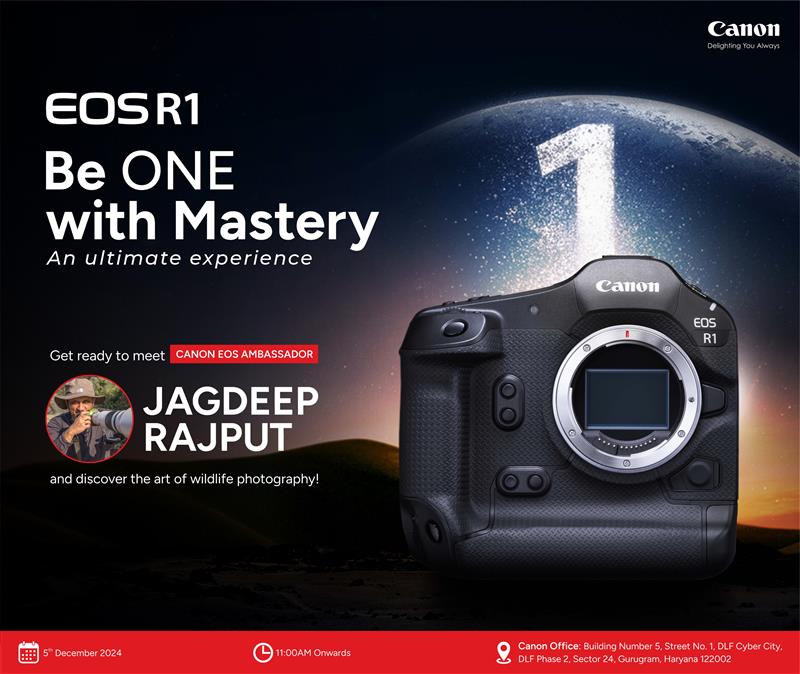 Canon
Delighting You Always
EOS R1
Be ONE
with Mastery
An ultimate experience
1
Canon
EOS
R1
Get ready to meet CANON EOS AMBASSADOR
JAGDEEP
RAJPUT
and discover the art of wildlife photography!
5th December 2024
11:00AM Onwards
Canon Office: Building Number 5, Street No. 1, DLF Cyber City,
DLF Phase 2, Sector 24, Gurugram, Haryana 122002